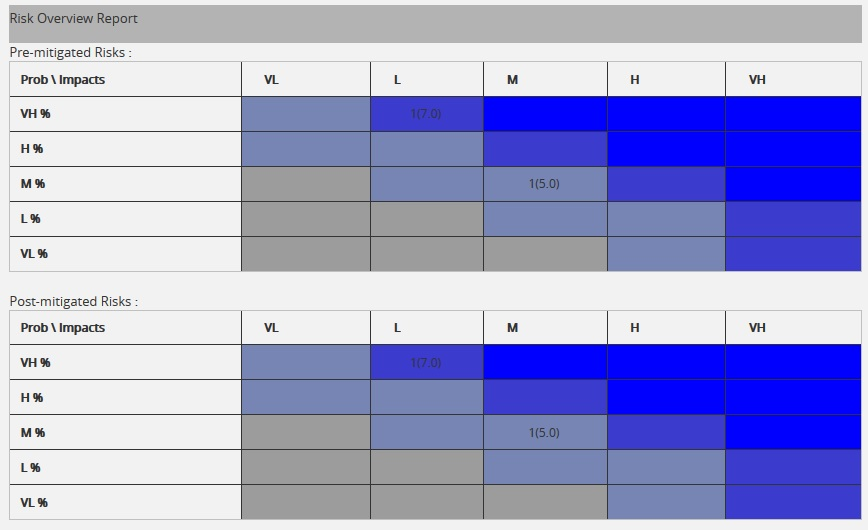 Risk Overview Report
Pre-mitigated Risks :
Prob \ Impacts VL L M H VH
VH % 1(7.0)
H %
M % 1(5.0)
L %
VL %
Post-mitigated Risks :
Prob \ Impacts VL L M H VH
VH % 1(7.0)
H %
M % 1(5.0)
L %
VL %